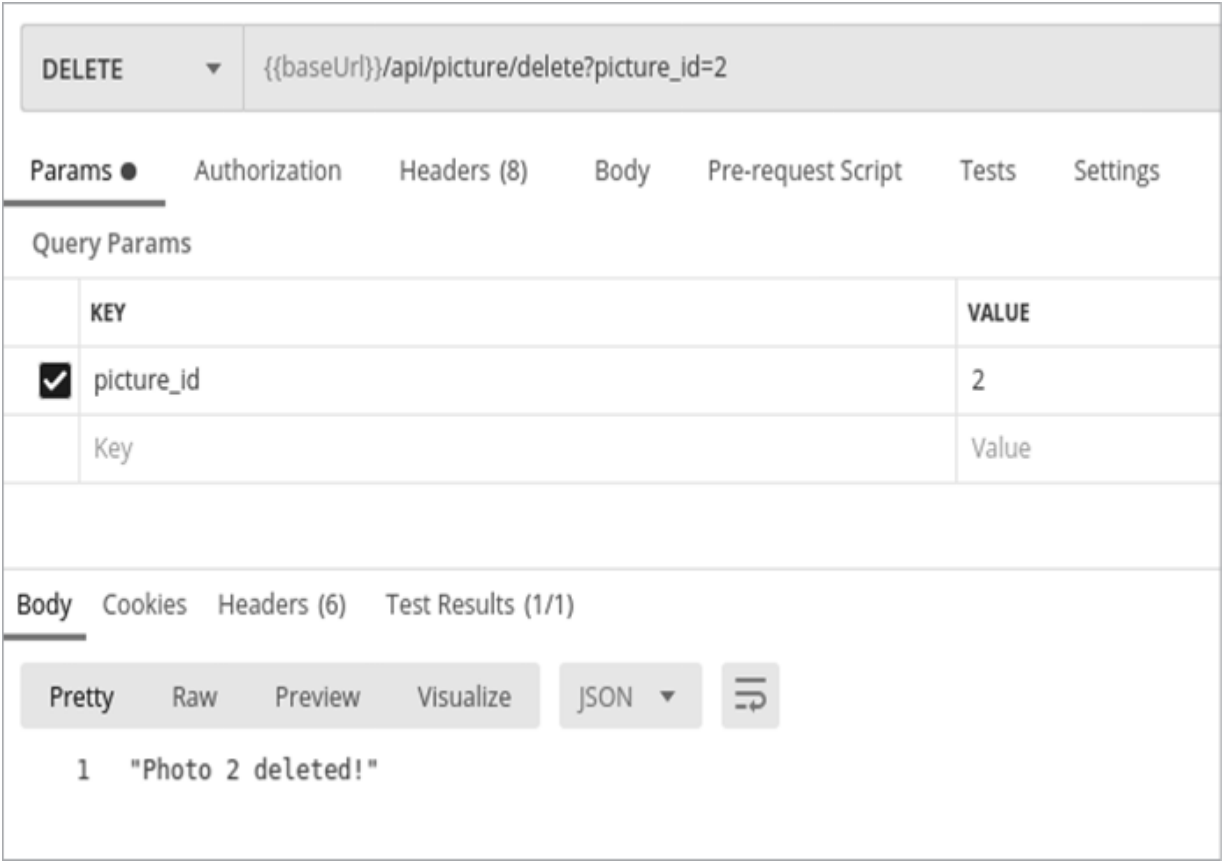 DELETE {{baseUrl}}/api/picture/delete?picture_id=2
Params Authorization Headers (8) Body Pre-request Script Tests Settings
Query Params
KEY VALUE
picture_id 2
Key Value
Body Cookies Headers (6) Test Results (1/1)
Pretty Raw Preview Visualize JSON
1 "Photo 2 deleted!"